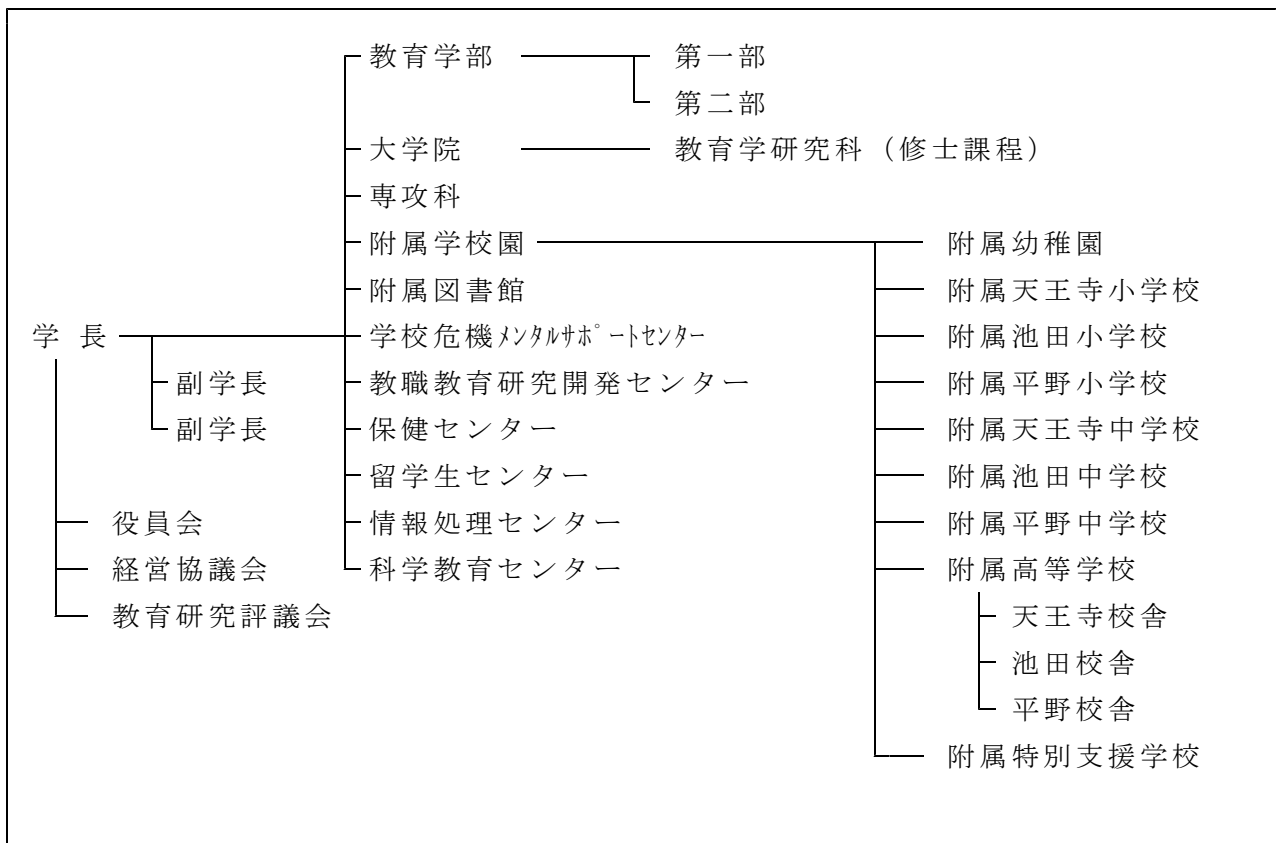 教育学部 第一部
第二部
大学院 教育学研究科（修士課程）
専攻科
附属学校園 附属幼稚園
附属図書館 附属天王寺小学校
学長 学校危機ﾒﾝﾀﾙｻﾎﾟｰﾄｾﾝﾀｰ 附属池田小学校
副学長 教職教育研究開発センター 附属平野小学校
副学長 保健センター 附属天王寺中学校
留学生センター 附属池田中学校
役員会 情報処理センター 附属平野中学校
経営協議会 科学教育センター 附属高等学校
教育研究評議会 天王寺校舎
池田校舎
平野校舎
附属特別支援学校